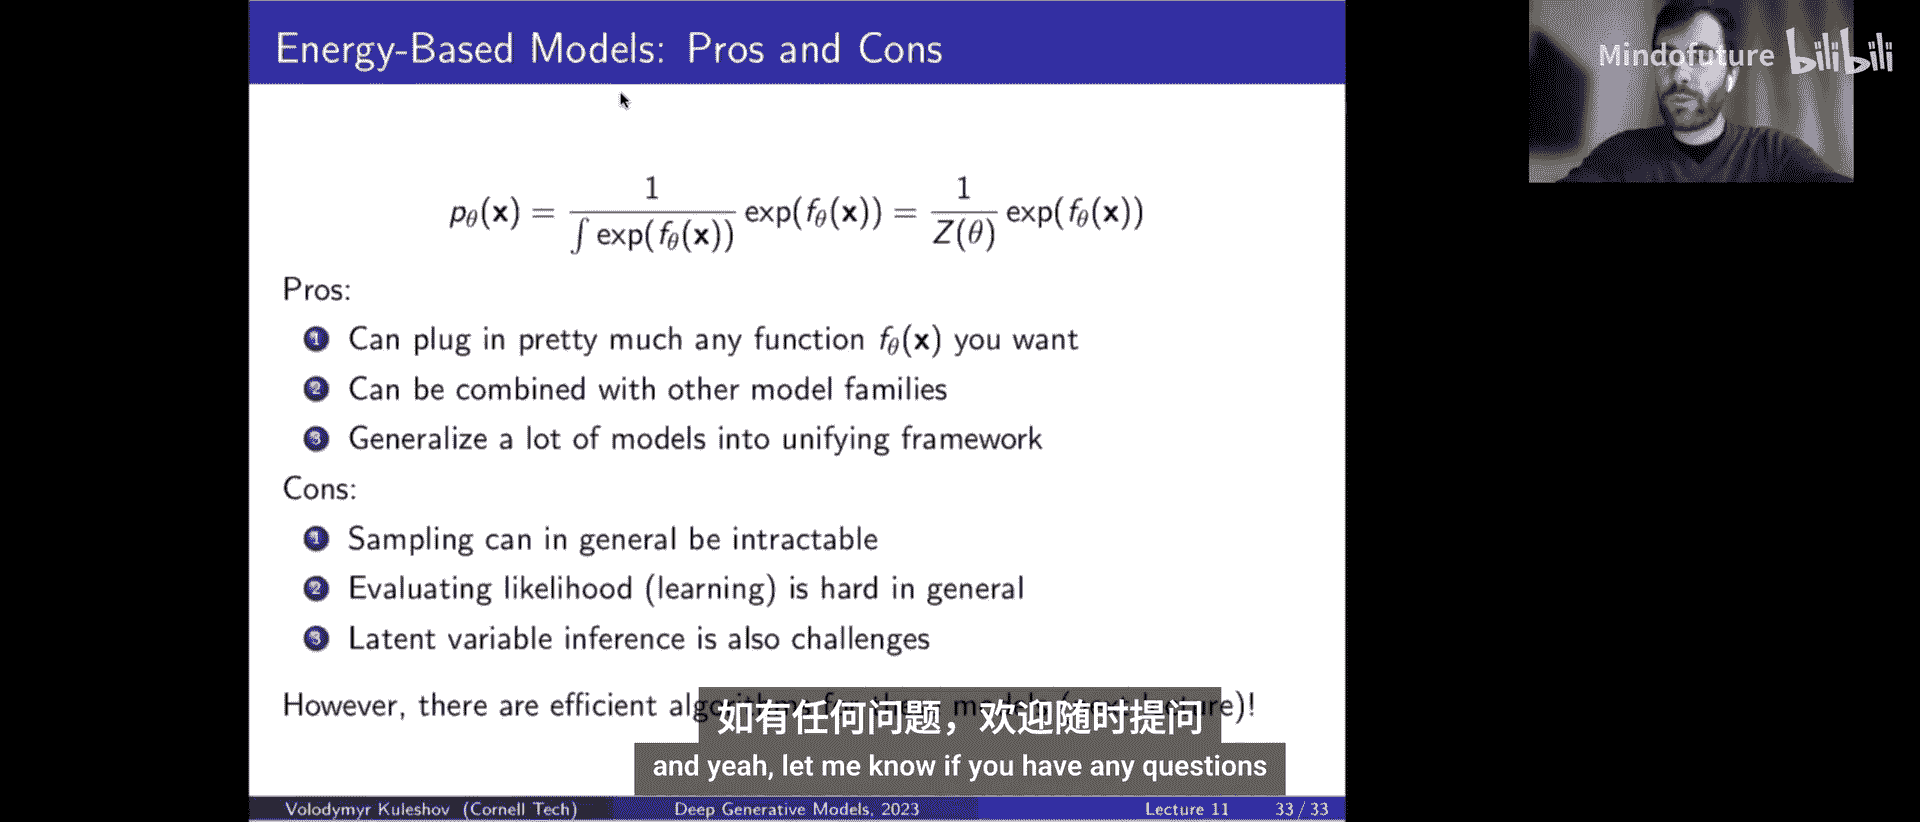 Energy-Based Models: Pros and Cons
Mindofuture bilibili
pθ(x) = 1 / ∫ exp(fθ(x)) exp(fθ(x)) = 1 / Z(θ) exp(fθ(x))
Pros:
1 Can plug in pretty much any function fθ(x) you want
2 Can be combined with other model families
3 Generalize a lot of models into unifying framework
Cons:
1 Sampling can in general be intractable
2 Evaluating likelihood (learning) is hard in general
3 Latent variable inference is also challenges
However, there are efficient
如有任何问题，欢迎随时提问
and yeah, let me know if you have any questions
Volodymyr Kuleshov (Cornell Tech) Deep Generative Models, 2023 Lecture 11 33 / 33